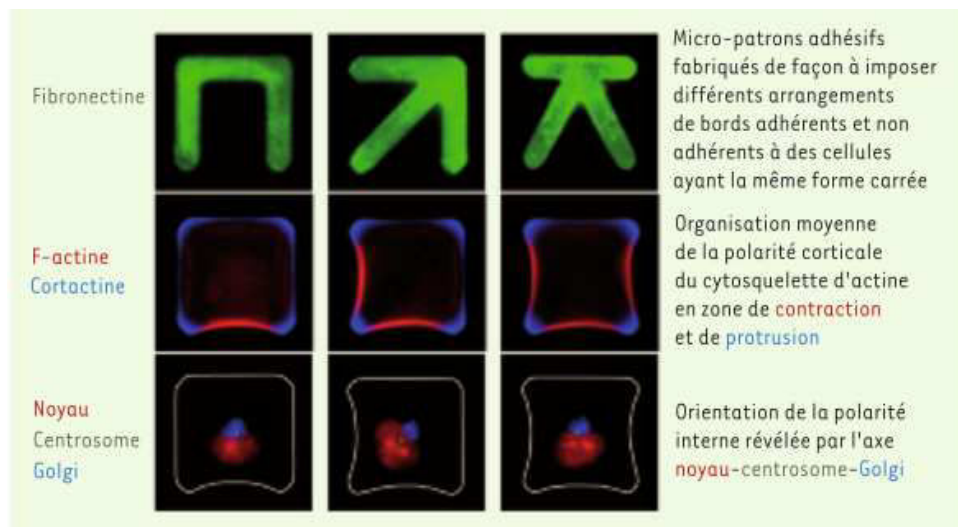 Fibronectine
Micro-patrons adhésifs
fabriqués de façon à imposer
différents arrangements
de bords adhérents et non
adhérents à des cellules
ayant la même forme carrée
F-actine
Cortactine
Organisation moyenne
de la polarité corticale
du cytosquelette d'actine
en zone de contraction
et de protrusion
Noyau
Centrosome
Golgi
Orientation de la polarité
interne révélée par l'axe
noyau-centrosome-Golgi